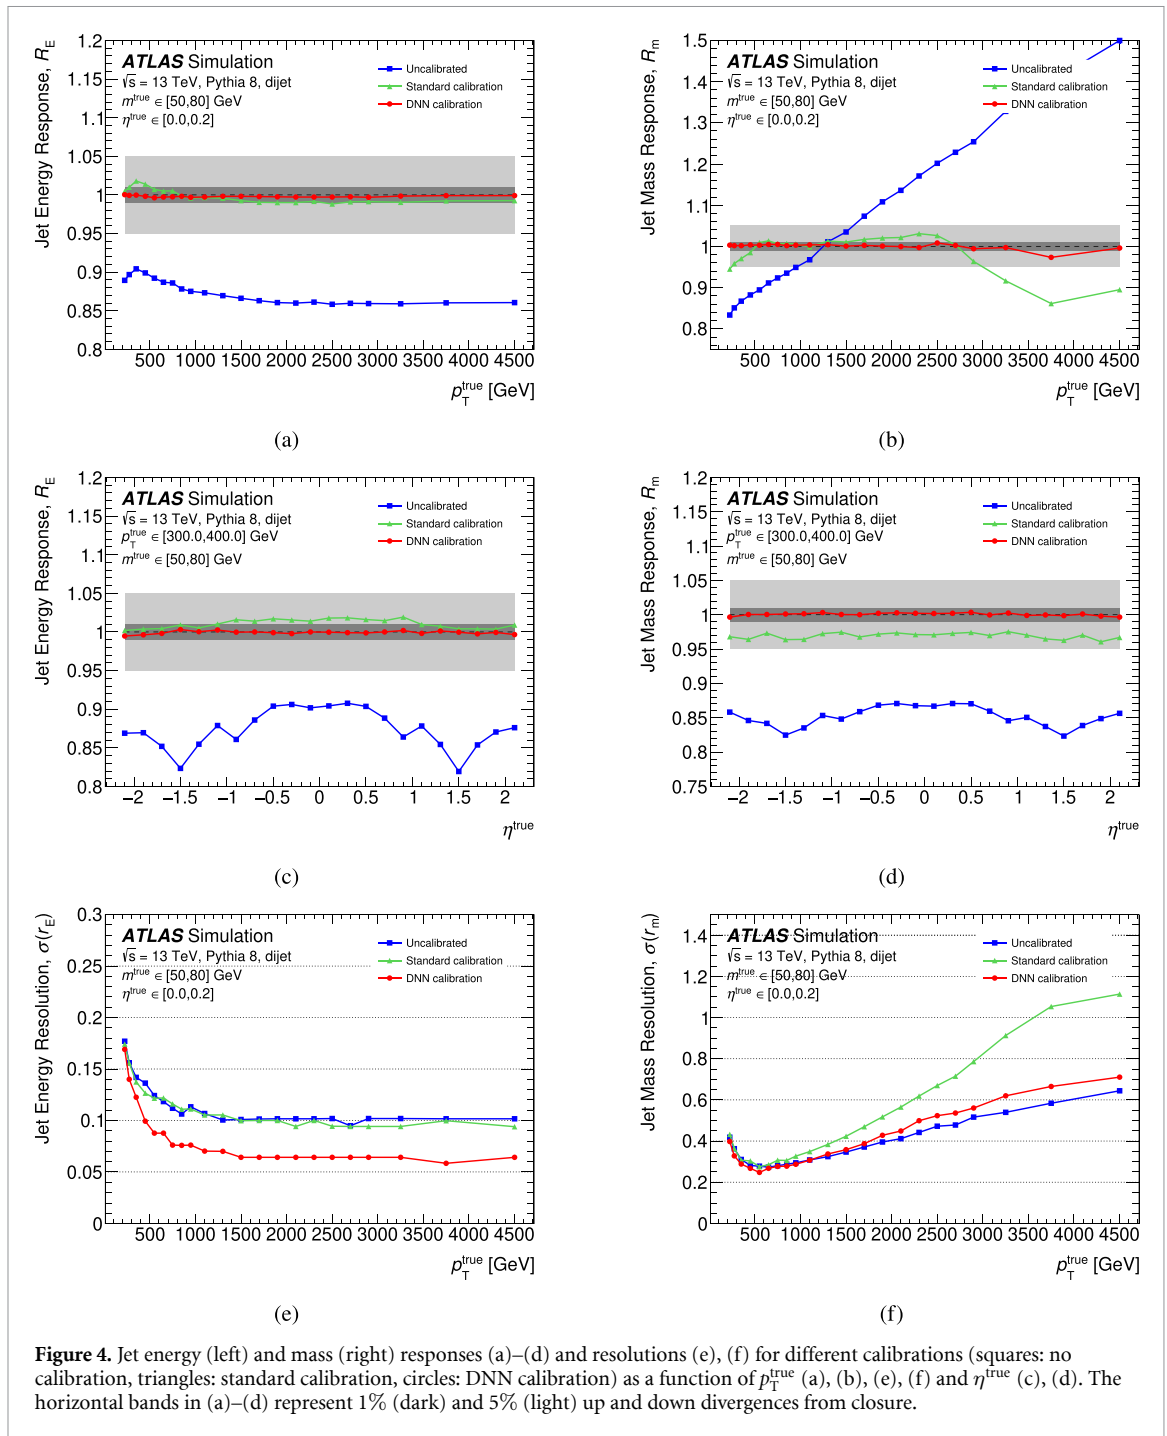 Jet Energy Response, R_E
1.2
1.15
1.1
1.05
1
0.95
0.9
0.85
0.8
ATLAS Simulation
√s = 13 TeV, Pythia 8, dijet
m^true ∈ [50,80] GeV
η^true ∈ [0.0,0.2]
Uncalibrated
Standard calibration
DNN calibration
500 1000 1500 2000 2500 3000 3500 4000 4500
p_T^true [GeV]
(a)
Jet Mass Response, R_m
1.5
1.4
1.3
1.2
1.1
1
0.9
0.8
ATLAS Simulation
√s = 13 TeV, Pythia 8, dijet
m^true ∈ [50,80] GeV
η^true ∈ [0.0,0.2]
Uncalibrated
Standard calibration
DNN calibration
500 1000 1500 2000 2500 3000 3500 4000 4500
p_T^true [GeV]
(b)
Jet Energy Response, R_E
1.2
1.15
1.1
1.05
1
0.95
0.9
0.85
0.8
ATLAS Simulation
√s = 13 TeV, Pythia 8, dijet
p_T^true ∈ [300.0,400.0] GeV
m^true ∈ [50,80] GeV
Uncalibrated
Standard calibration
DNN calibration
−2 −1.5 −1 −0.5 0 0.5 1 1.5 2
η^true
(c)
Jet Mass Response, R_m
1.2
1.15
1.1
1.05
1
0.95
0.9
0.85
0.8
0.75
ATLAS Simulation
√s = 13 TeV, Pythia 8, dijet
p_T^true ∈ [300.0,400.0] GeV
m^true ∈ [50,80] GeV
Uncalibrated
Standard calibration
DNN calibration
−2 −1.5 −1 −0.5 0 0.5 1 1.5 2
η^true
(d)
Jet Energy Resolution, σ(r_E)
0.3
0.25
0.2
0.15
0.1
0.05
0
ATLAS Simulation
√s = 13 TeV, Pythia 8, dijet
m^true ∈ [50,80] GeV
η^true ∈ [0.0,0.2]
Uncalibrated
Standard calibration
DNN calibration
500 1000 1500 2000 2500 3000 3500 4000 4500
p_T^true [GeV]
(e)
Jet Mass Resolution, σ(r_m)
1.4
1.2
1
0.8
0.6
0.4
0.2
0
ATLAS Simulation
√s = 13 TeV, Pythia 8, dijet
m^true ∈ [50,80] GeV
η^true ∈ [0.0,0.2]
Uncalibrated
Standard calibration
DNN calibration
500 1000 1500 2000 2500 3000 3500 4000 4500
p_T^true [GeV]
(f)
Figure 4. Jet energy (left) and mass (right) responses (a)–(d) and resolutions (e), (f) for different calibrations (squares: no
calibration, triangles: standard calibration, circles: DNN calibration) as a function of p_T^true (a), (b), (e), (f) and η^true (c), (d). The
horizontal bands in (a)–(d) represent 1% (dark) and 5% (light) up and down divergences from closure.